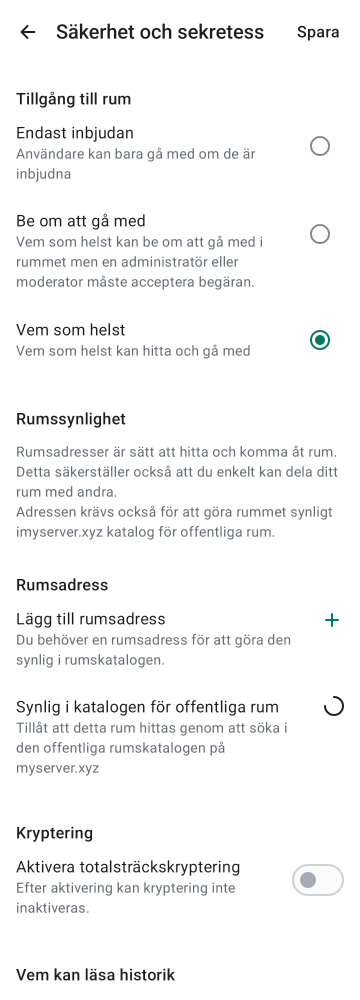 Säkerhet och sekretess
Spara
Tillgång till rum
Endast inbjudan
Användare kan bara gå med om de är
inbjudna
Be om att gå med
Vem som helst kan be om att gå med i
rummet men en administratör eller
moderator måste acceptera begäran.
Vem som helst
Vem som helst kan hitta och gå med
Rumssynlighet
Rumsadresser är sätt att hitta och komma åt rum.
Detta säkerställer också att du enkelt kan dela ditt
rum med andra.
Adressen krävs också för att göra rummet synligt
imyserver.xyz katalog för offentliga rum.
Rumsadress
Lägg till rumsadress
Du behöver en rumsadress för att göra den
synlig i rumskatalogen.
Synlig i katalogen för offentliga rum
Tillåt att detta rum hittas genom att söka i
den offentliga rumskatalogen på
myserver.xyz
Kryptering
Aktivera totalsträckskryptering
Efter aktivering kan kryptering inte
inaktiveras.
Vem kan läsa historik